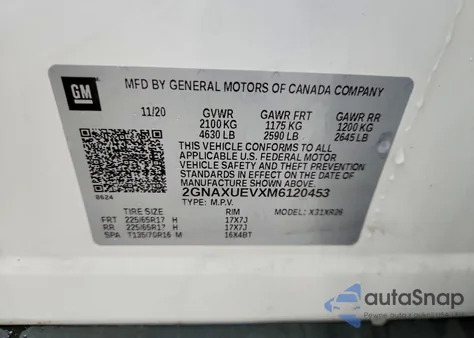 GM
MFD BY GENERAL MOTORS OF CANADA COMPANY
11/20 GVWR GAWR FRT GAWR RR
2100 KG 1175 KG 1200 KG
4630 LB 2590 LB 2645 LB
THIS VEHICLE CONFORMS TO ALL
APPLICABLE U.S. FEDERAL MOTOR
VEHICLE SAFETY AND THEFT PREVENTION
STANDARDS IN EFFECT ON THE DATE
OF MANUFACTURE SHOWN ABOVE.
8624 2GNAXUEVXM6120453
TYPE: M.P.V. MODEL: X31XR26
TIRE SIZE RIM
FRT 225/65R17 H 17X7J
RR 225/65R17 H 17X7J
SPA T135/70R16 M 16X4BT
autoSnap